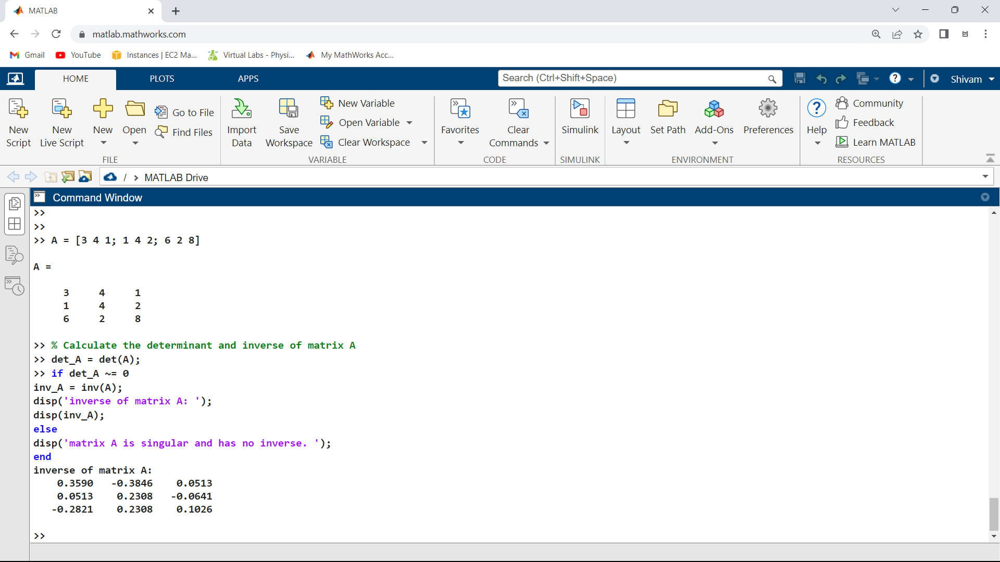 MATLAB
matlab.mathworks.com
Gmail YouTube Instances | EC2 Ma... Virtual Labs - Physi... My MathWorks Acc...
HOME PLOTS APPS Search (Ctrl+Shift+Space) Shivam
New Script New Live Script New Open Go to File Find Files
FILE
Import Data Save Workspace New Variable Open Variable Clear Workspace
VARIABLE
Favorites Clear Commands
CODE
Simulink
SIMULINK
Layout Set Path Add-Ons Preferences
ENVIRONMENT
Help Community Feedback Learn MATLAB
RESOURCES
/ > MATLAB Drive
Command Window
>>
>>
>> A = [3 4 1; 1 4 2; 6 2 8]
A =
3 4 1
1 4 2
6 2 8
>> % Calculate the determinant and inverse of matrix A
>> det_A = det(A);
>> if det_A ~= 0
inv_A = inv(A);
disp('inverse of matrix A: ');
disp(inv_A);
else
disp('matrix A is singular and has no inverse. ');
end
inverse of matrix A:
0.3590 -0.3846 0.0513
0.0513 0.2308 -0.0641
-0.2821 0.2308 0.1026
>>